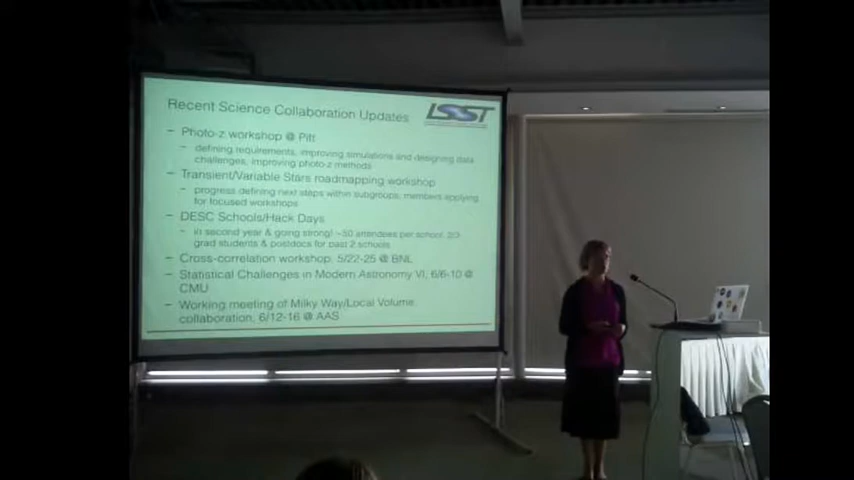 Recent Science Collaboration Updates
LSST
– Photo-z workshop @ Pitt
– defining requirements, improving simulations and designing data
challenges, improving photo-z methods
– Transient/Variable Stars roadmapping workshop
– progress defining next steps within subgroups; members applying
for focused workshops
– DESC Schools/Hack Days
– in second year & going strong! ~50 attendees per school, 2/3
grad students & postdocs for past 2 schools
– Cross-correlation workshop, 5/22-25 @ BNL
– Statistical Challenges in Modern Astronomy VI, 6/6-10 @
CMU
– Working meeting of Milky Way/Local Volume
collaboration, 6/12-16 @ AAS